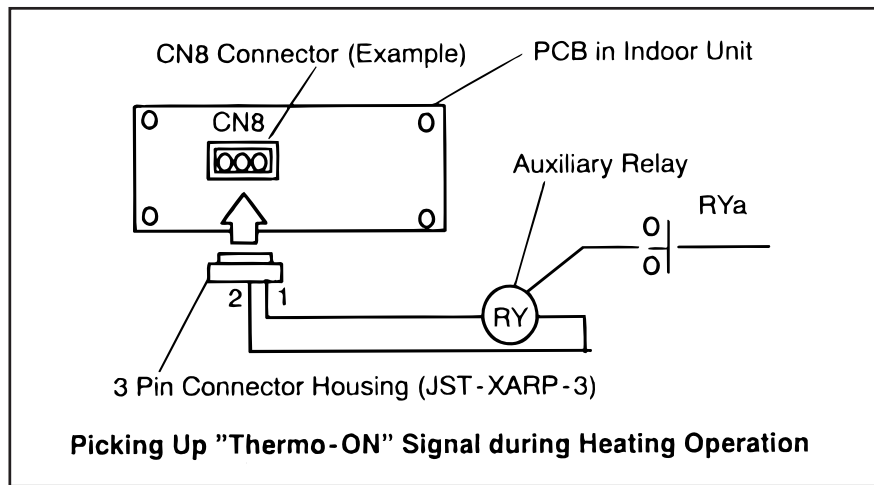 CN8 Connector (Example)
PCB in Indoor Unit
CN8
Auxiliary Relay
RYa
2 1
RY
3 Pin Connector Housing (JST-XARP-3)
Picking Up "Thermo-ON" Signal during Heating Operation